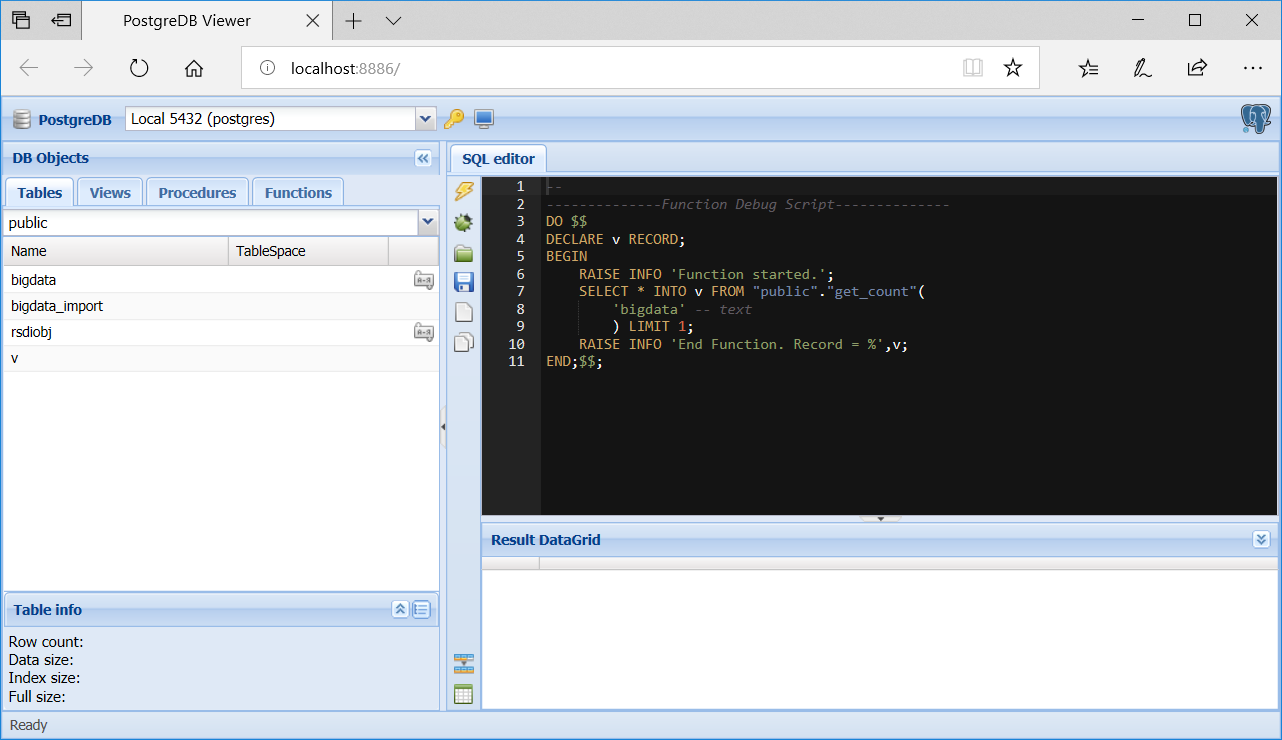 PostgreDB Viewer
localhost:8886/
PostgreDB
Local 5432 (postgres)
DB Objects
Tables Views Procedures Functions
public
Name TableSpace
bigdata
bigdata_import
rsdiobj
v
Table info
Row count:
Data size:
Index size:
Full size:
SQL editor
1 --
2 --------------Function Debug Script--------------
3 DO $$
4 DECLARE v RECORD;
5 BEGIN
6     RAISE INFO 'Function started.';
7     SELECT * INTO v FROM "public"."get_count"(
8         'bigdata' -- text
9         ) LIMIT 1;
10     RAISE INFO 'End Function. Record = %',v;
11 END;$$;
Result DataGrid
Ready